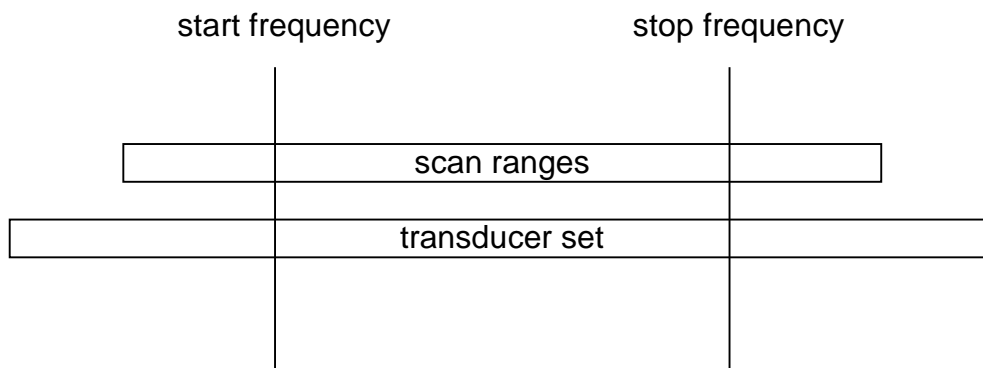 start frequency
stop frequency
scan ranges
transducer set